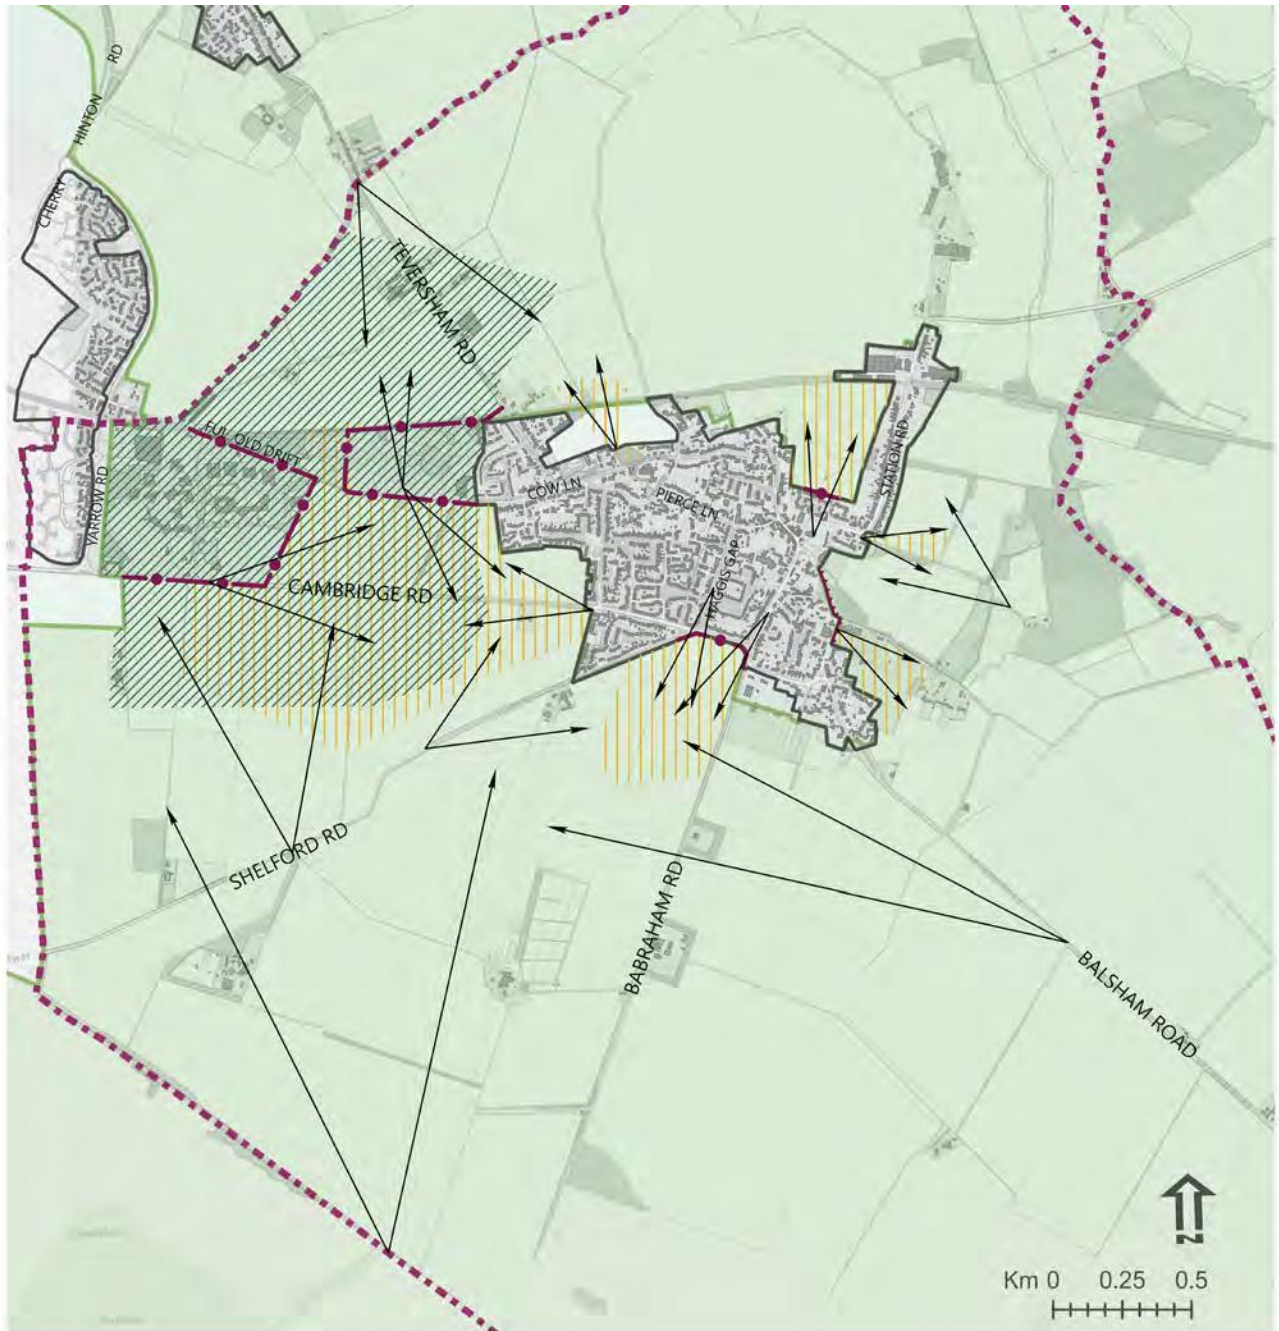 RD
HINTON
CHERRY
TEVERSHAM RD
FUL. OLD DRIFT
YARROW RD
COW LN
PIERCE LN
STATION RD
HAGGIS GAP
CAMBRIDGE RD
SHELFORD RD
BABRAHAM RD
BALSHAM ROAD
N
Km 0 0.25 0.5